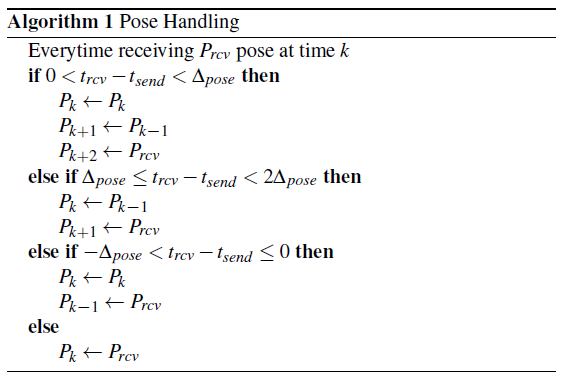 Algorithm 1 Pose Handling
Everytime receiving P_rcv pose at time k
if 0 < t_rcv − t_send < Δ_pose then
P_k ← P_k
P_k+1 ← P_k−1
P_k+2 ← P_rcv
else if Δ_pose ≤ t_rcv − t_send < 2Δ_pose then
P_k ← P_k−1
P_k+1 ← P_rcv
else if −Δ_pose < t_rcv − t_send ≤ 0 then
P_k ← P_k
P_k−1 ← P_rcv
else
P_k ← P_rcv